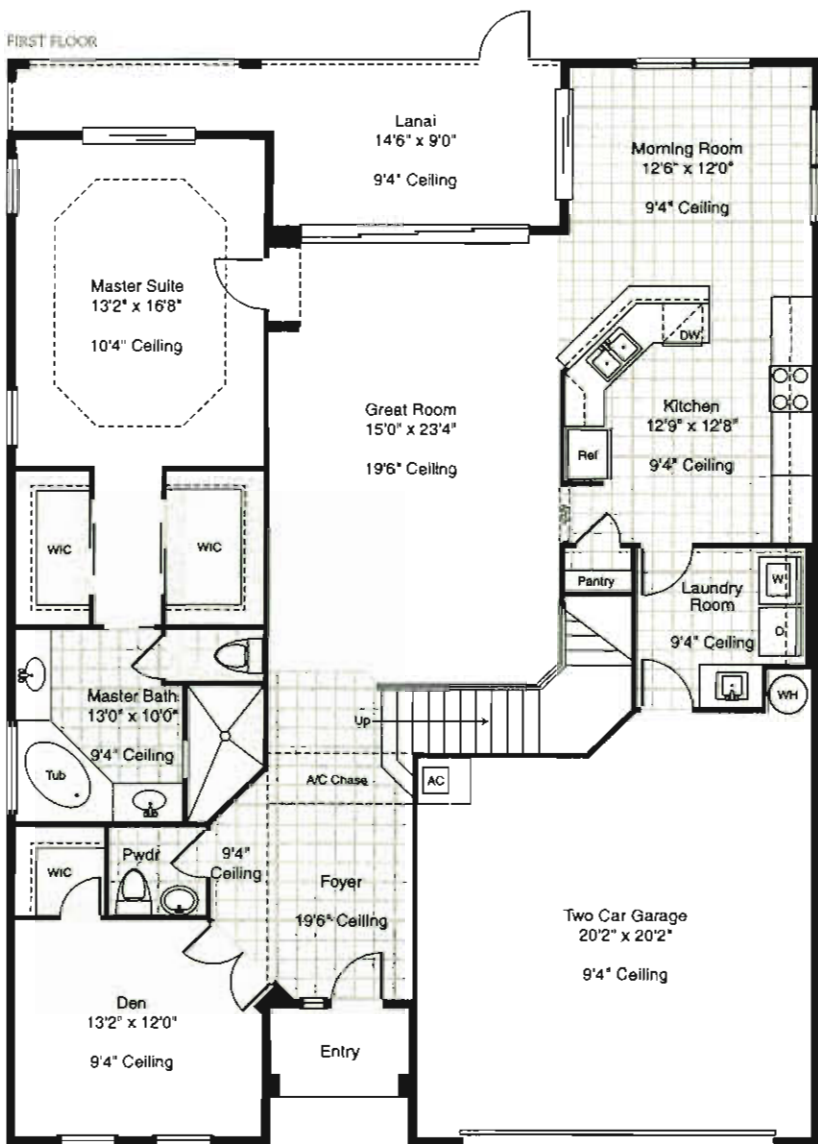 FIRST FLOOR
Lanai
14'6" x 9'0"
9'4" Ceiling
Morning Room
12'6" x 12'0"
9'4" Ceiling
Master Suite
13'2" x 16'8"
10'4" Ceiling
DW
Great Room
15'0" x 23'4"
19'6" Ceiling
Kitchen
12'9" x 12'8"
9'4" Ceiling
Ref
WIC
WIC
Pantry
Laundry
Room
9'4" Ceiling
W
D
WH
Master Bath
13'0" x 10'0"
9'4" Ceiling
Tub
Up
A/C Chase
AC
WIC
Pwdr
9'4"
Ceiling
Foyer
19'6" Ceiling
Two Car Garage
20'2" x 20'2"
9'4" Ceiling
Den
13'2" x 12'0"
9'4" Ceiling
Entry